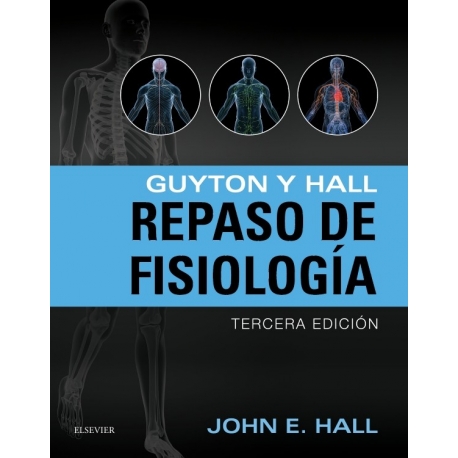 GUYTON Y HALL
REPASO DE
FISIOLOGÍA
TERCERA EDICIÓN
ELSEVIER
JOHN E. HALL